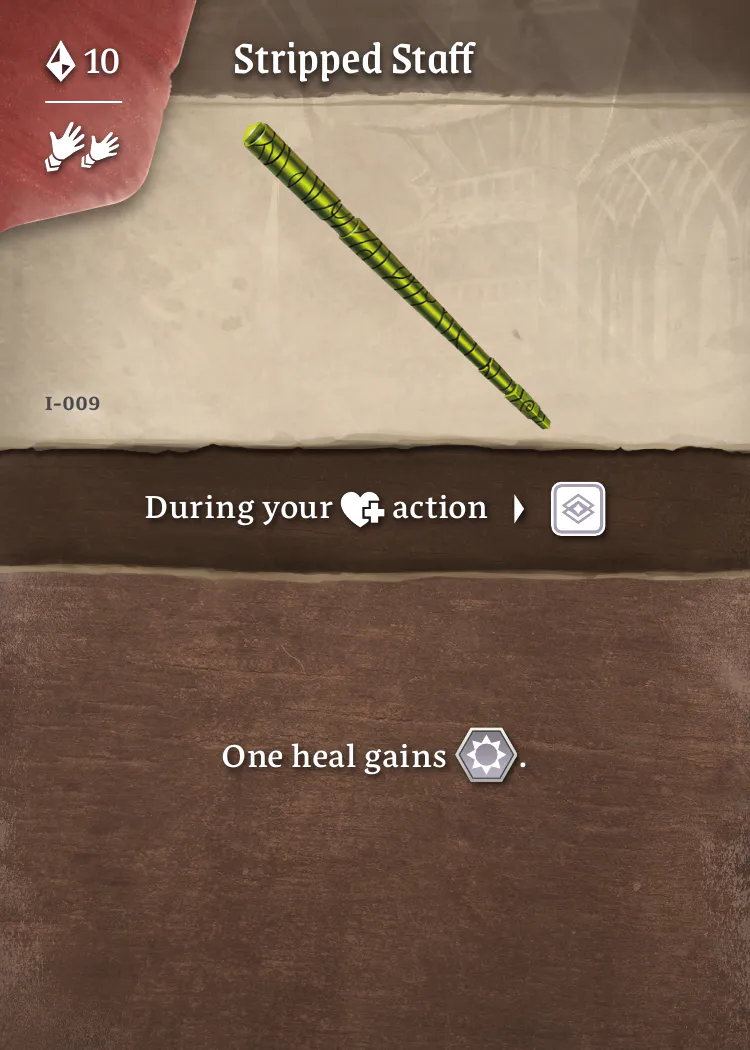 10
Stripped Staff
I-009
During your action
One heal gains .